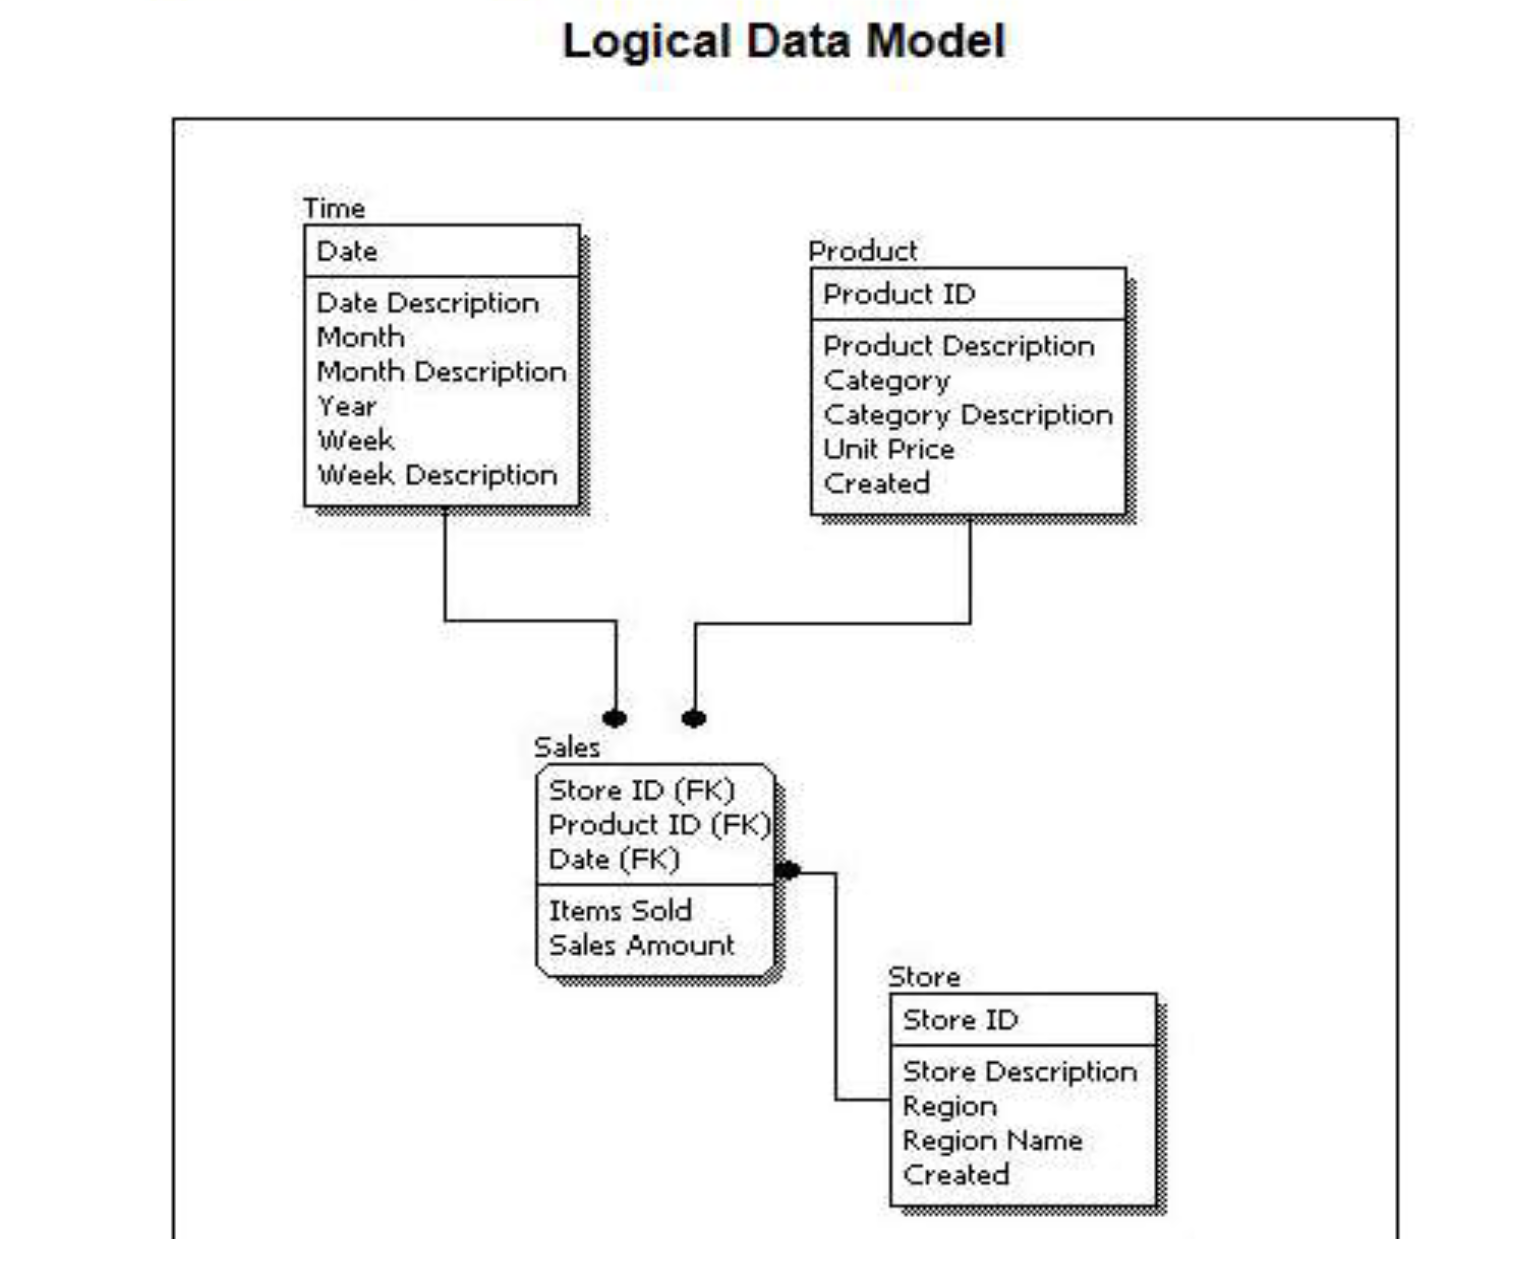 Logical Data Model
Time
Date
Date Description
Month
Month Description
Year
Week
Week Description
Product
Product ID
Product Description
Category
Category Description
Unit Price
Created
Sales
Store ID (FK)
Product ID (FK)
Date (FK)
Items Sold
Sales Amount
Store
Store ID
Store Description
Region
Region Name
Created